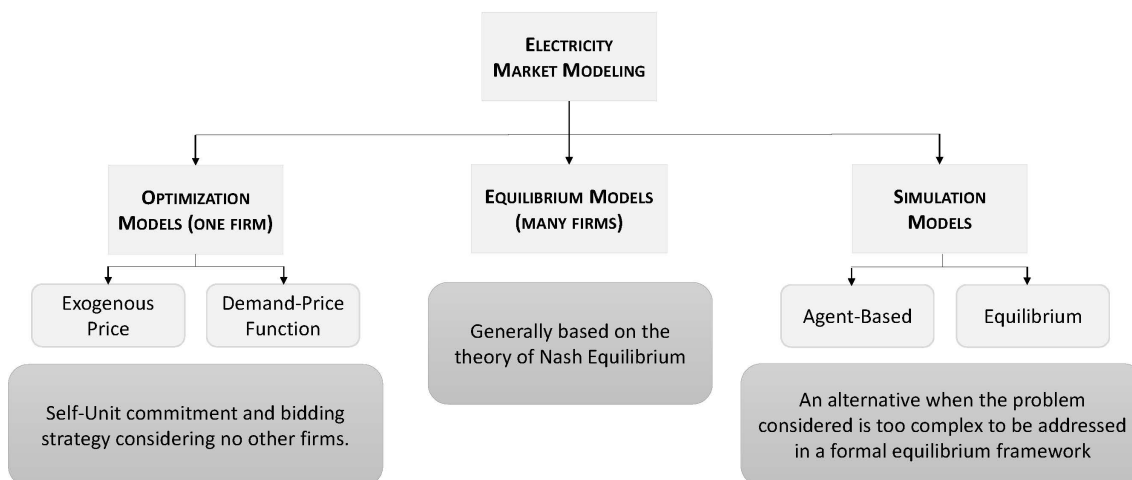 ELECTRICITY
MARKET MODELING
OPTIMIZATION
MODELS (ONE FIRM)
EQUILIBRIUM MODELS
(MANY FIRMS)
SIMULATION
MODELS
Exogenous
Price
Demand-Price
Function
Agent-Based
Equilibrium
Generally based on the
theory of Nash Equilibrium
Self-Unit commitment and bidding
strategy considering no other firms.
An alternative when the problem
considered is too complex to be addressed
in a formal equilibrium framework